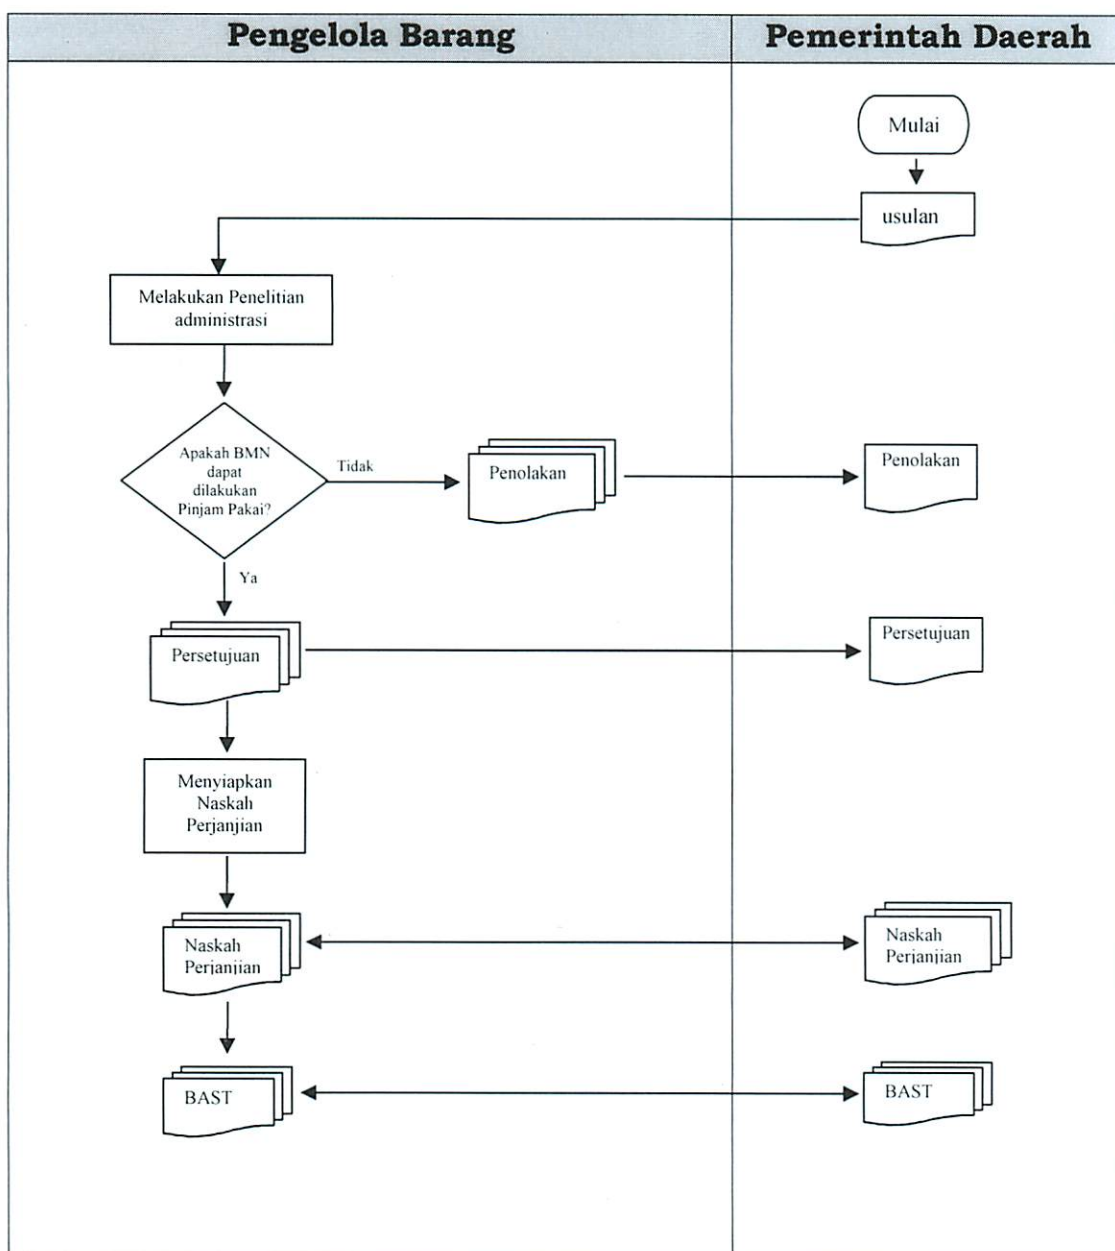 Pengelola Barang
Pemerintah Daerah
Mulai
usulan
Melakukan Penelitian
administrasi
Apakah BMN
dapat
dilakukan
Pinjam Pakai?
Tidak
Penolakan
Penolakan
Ya
Persetujuan
Persetujuan
Menyiapkan
Naskah
Perjanjian
Naskah
Perjanjian
Naskah
Perjanjian
BAST
BAST